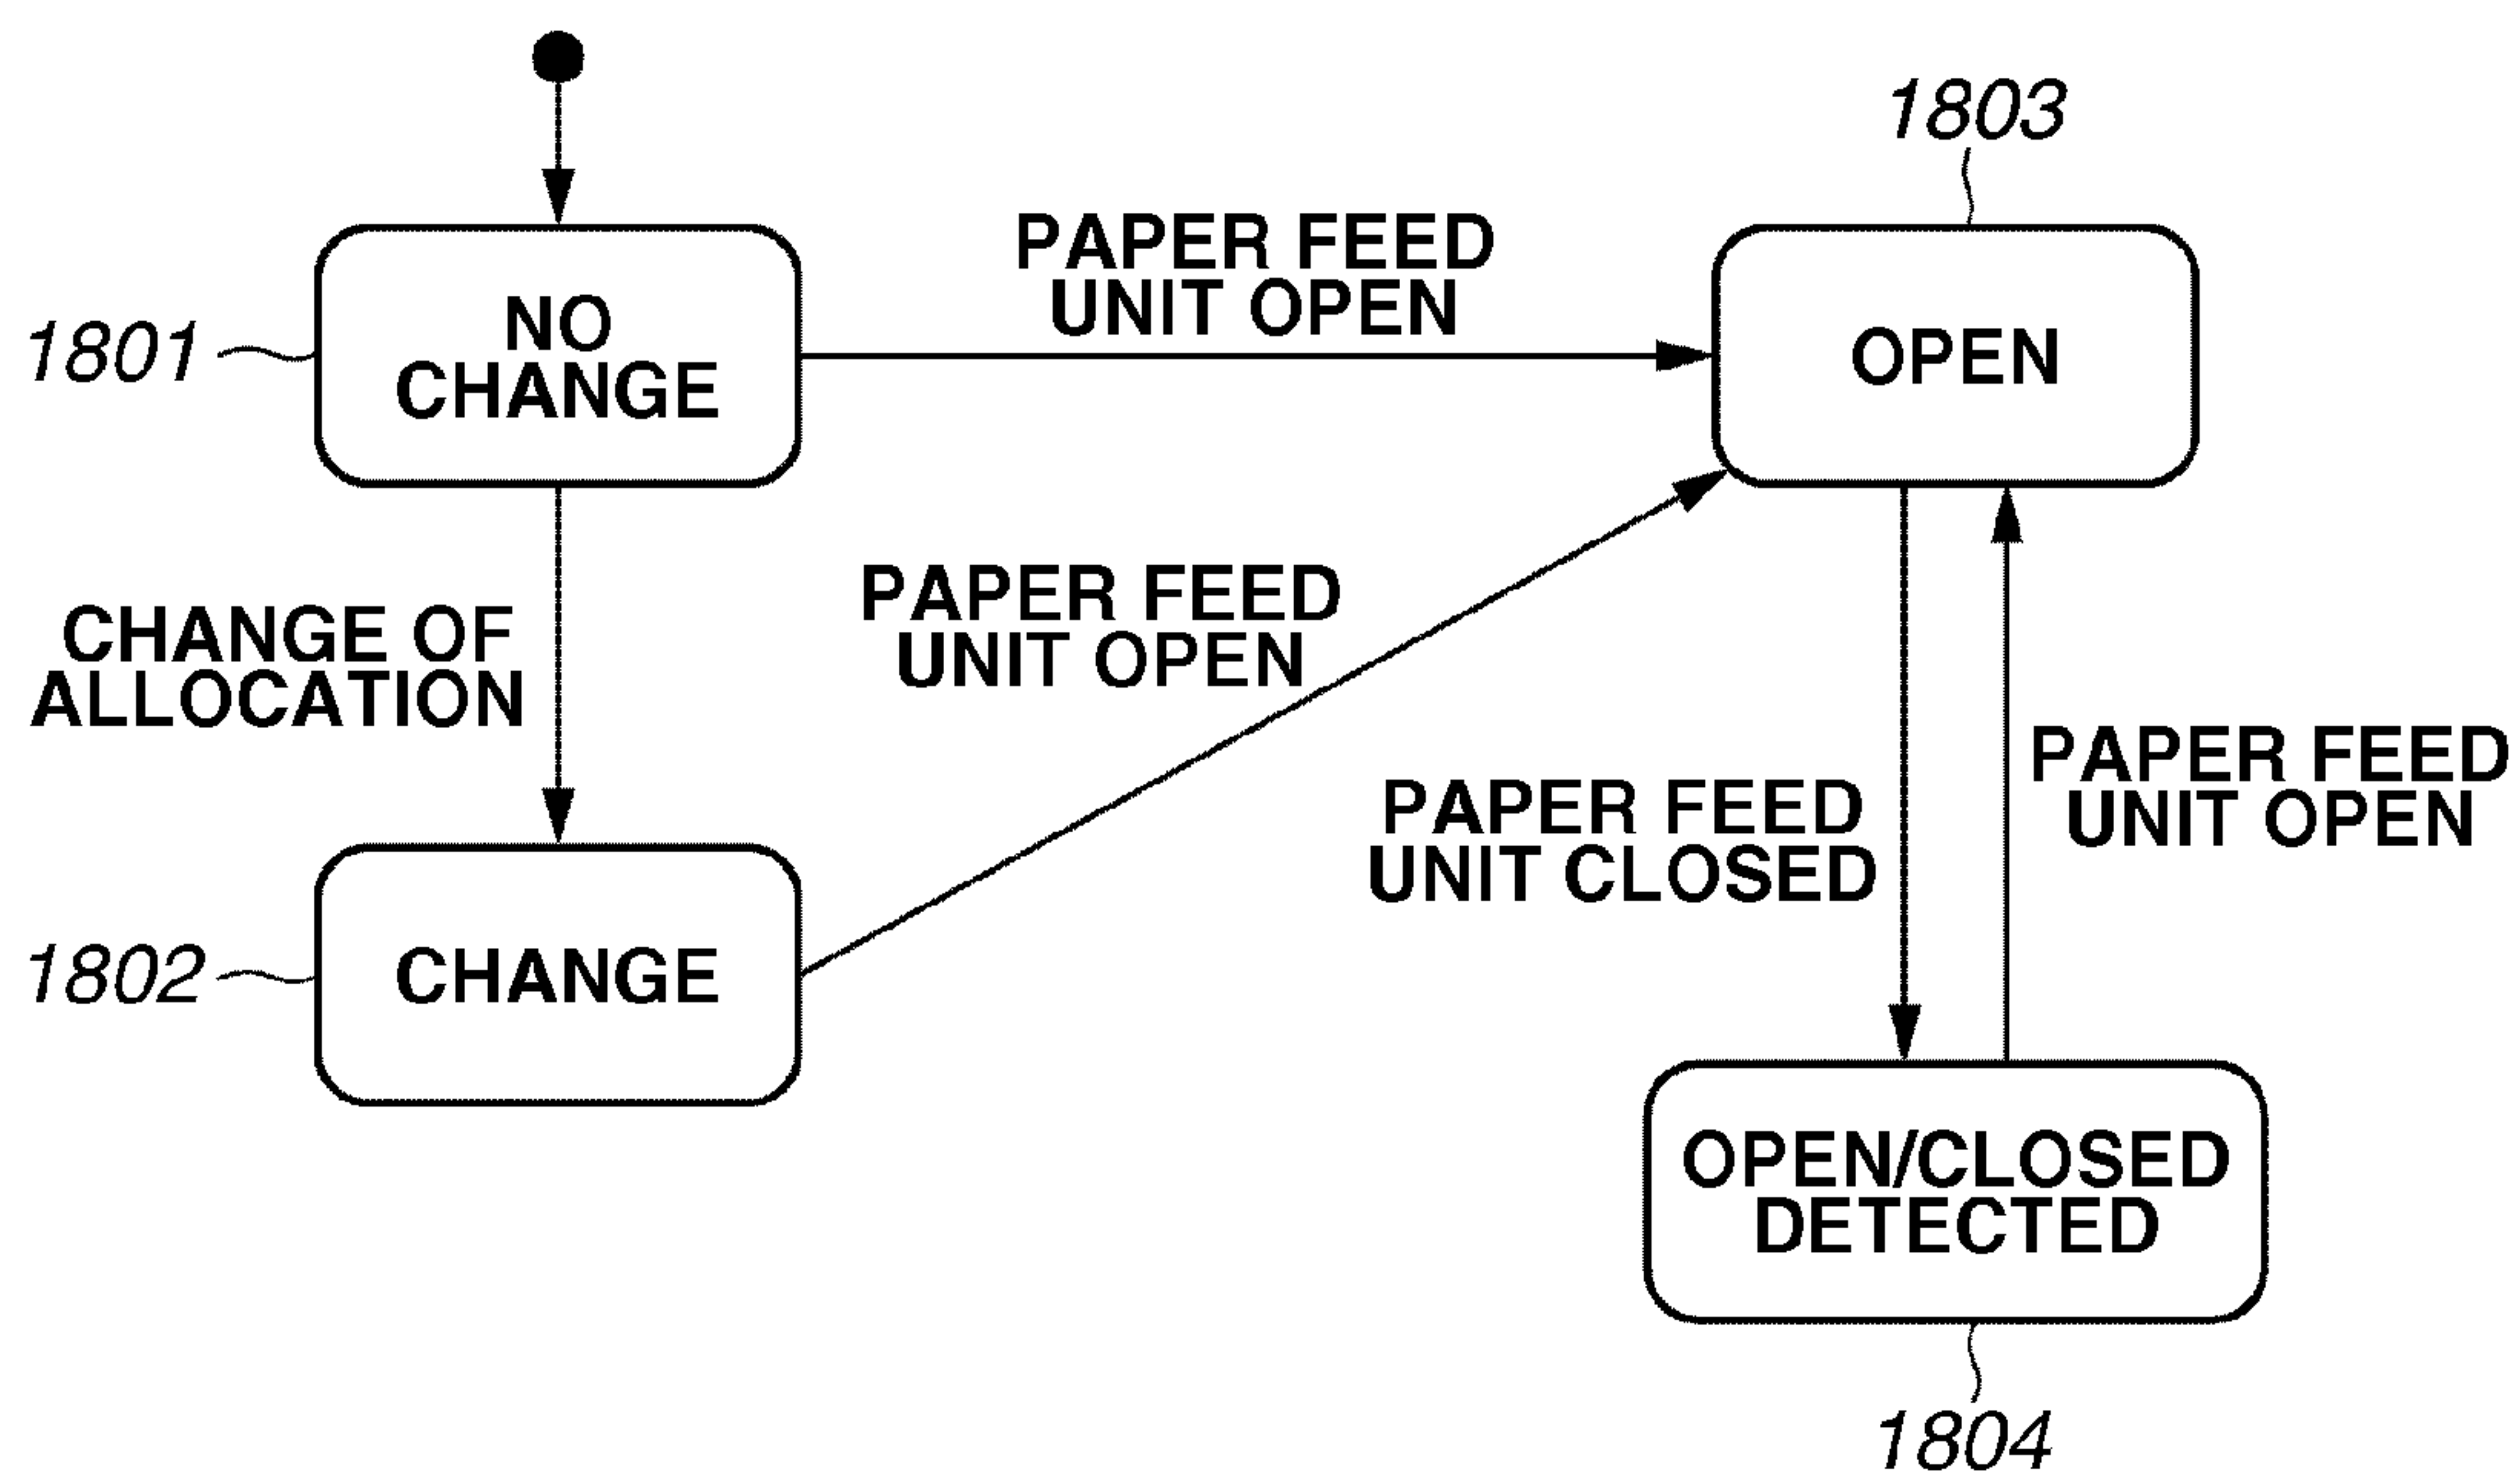 1803
PAPER FEED
UNIT OPEN
NO
CHANGE
1801
OPEN
CHANGE OF
ALLOCATION
PAPER FEED
UNIT OPEN
PAPER FEED
UNIT CLOSED
PAPER FEED
UNIT OPEN
1802
CHANGE
OPEN/CLOSED
DETECTED
1804